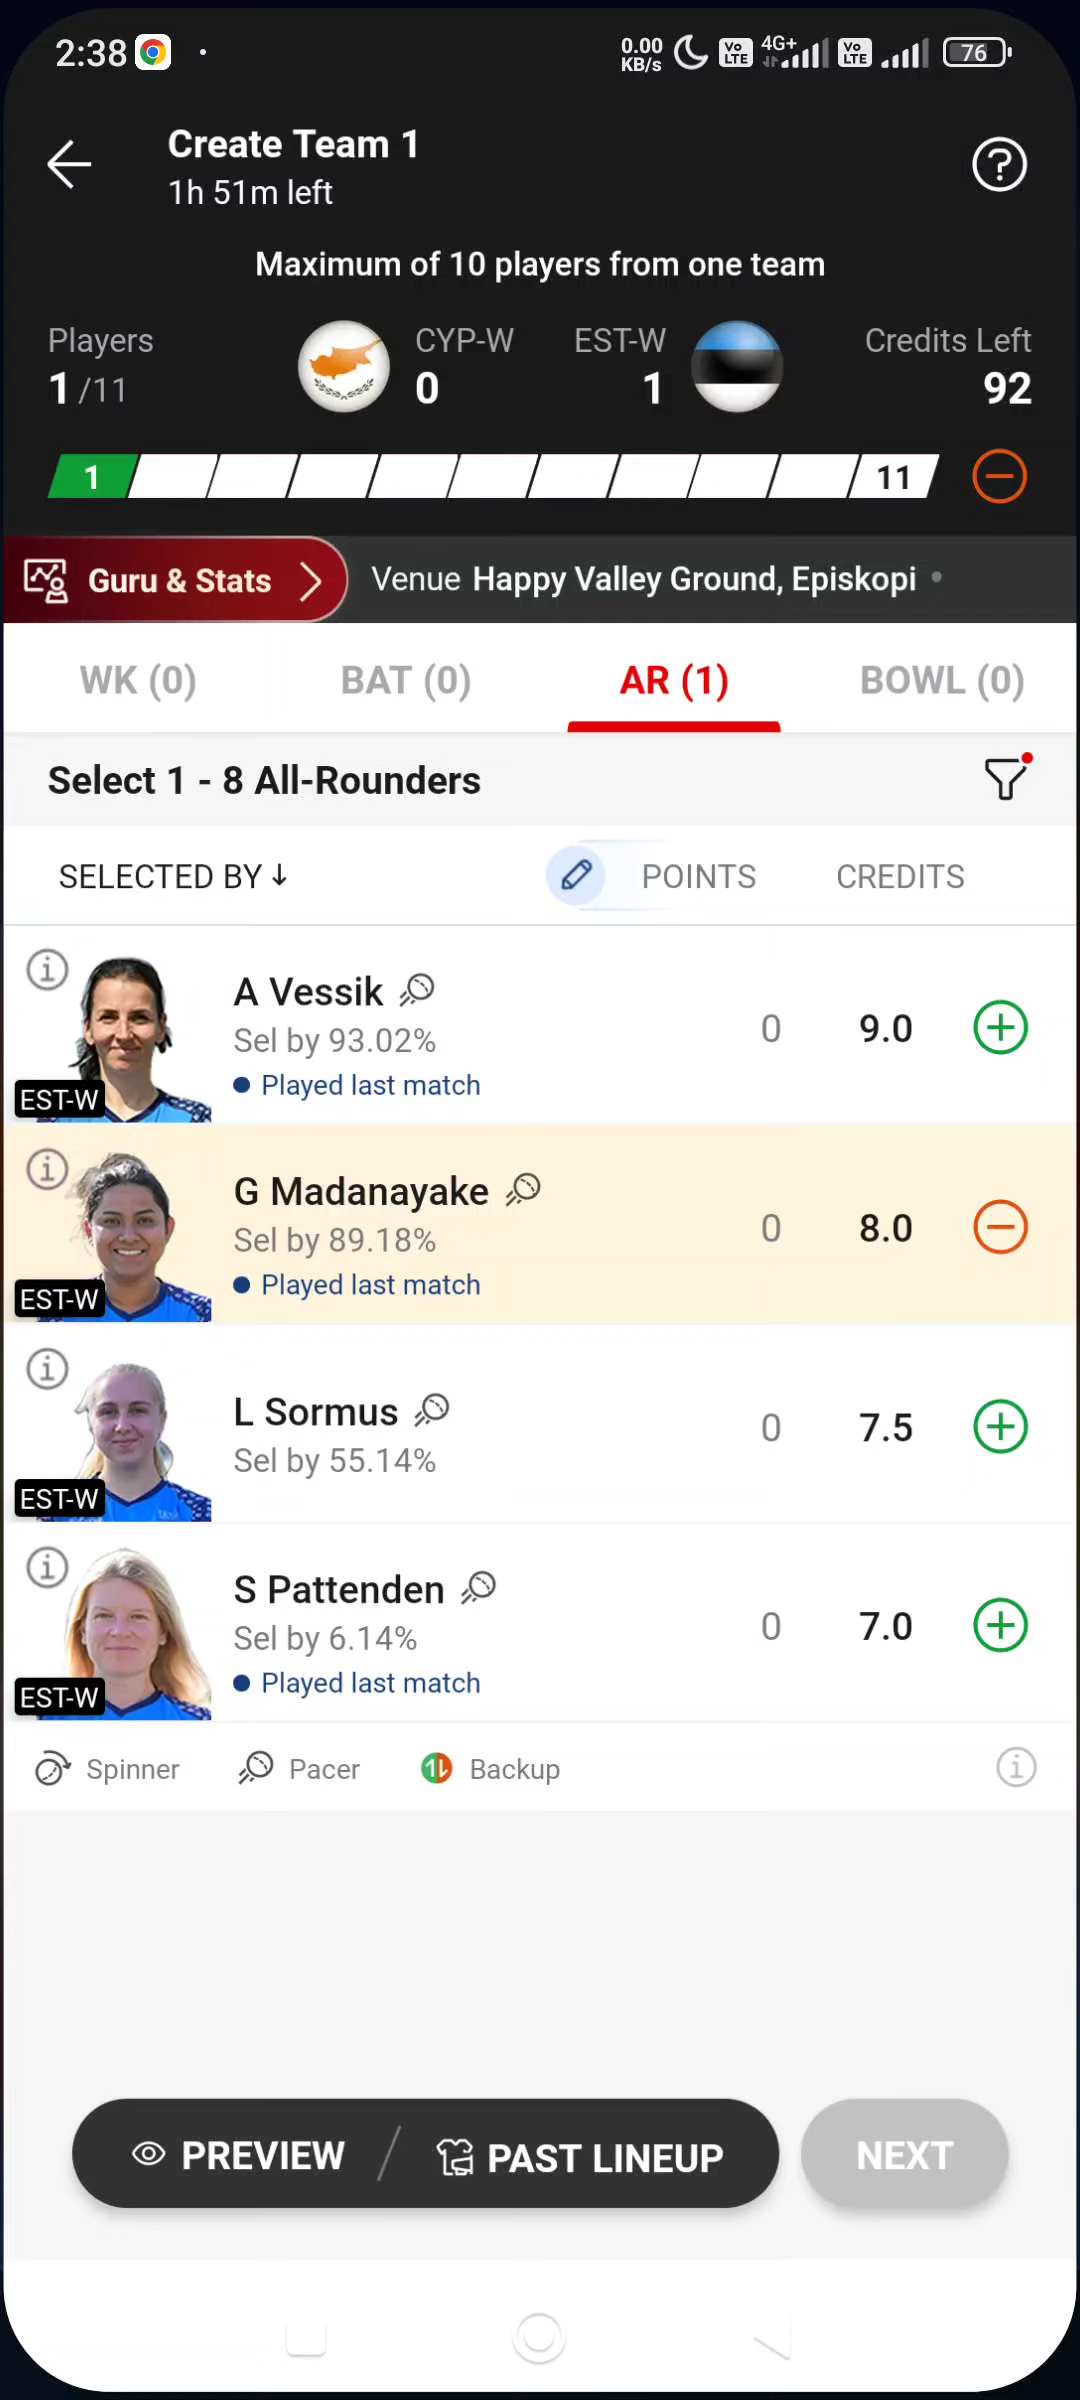 2:38
0.00 KB/s
Vo LTE
4G+
Vo LTE
76
Create Team 1
1h 51m left
Maximum of 10 players from one team
Players
CYP-W
EST-W
Credits Left
1 /11
0
1
92
1
11
Guru & Stats
Venue Happy Valley Ground, Episkopi
WK (0)
BAT (0)
AR (1)
BOWL (0)
Select 1 - 8 All-Rounders
SELECTED BY ↓
POINTS
CREDITS
A Vessik
Sel by 93.02%
Played last match
EST-W
0
9.0
G Madanayake
Sel by 89.18%
Played last match
EST-W
0
8.0
L Sormus
Sel by 55.14%
EST-W
0
7.5
S Pattenden
Sel by 6.14%
Played last match
EST-W
0
7.0
Spinner
Pacer
Backup
PREVIEW
PAST LINEUP
NEXT